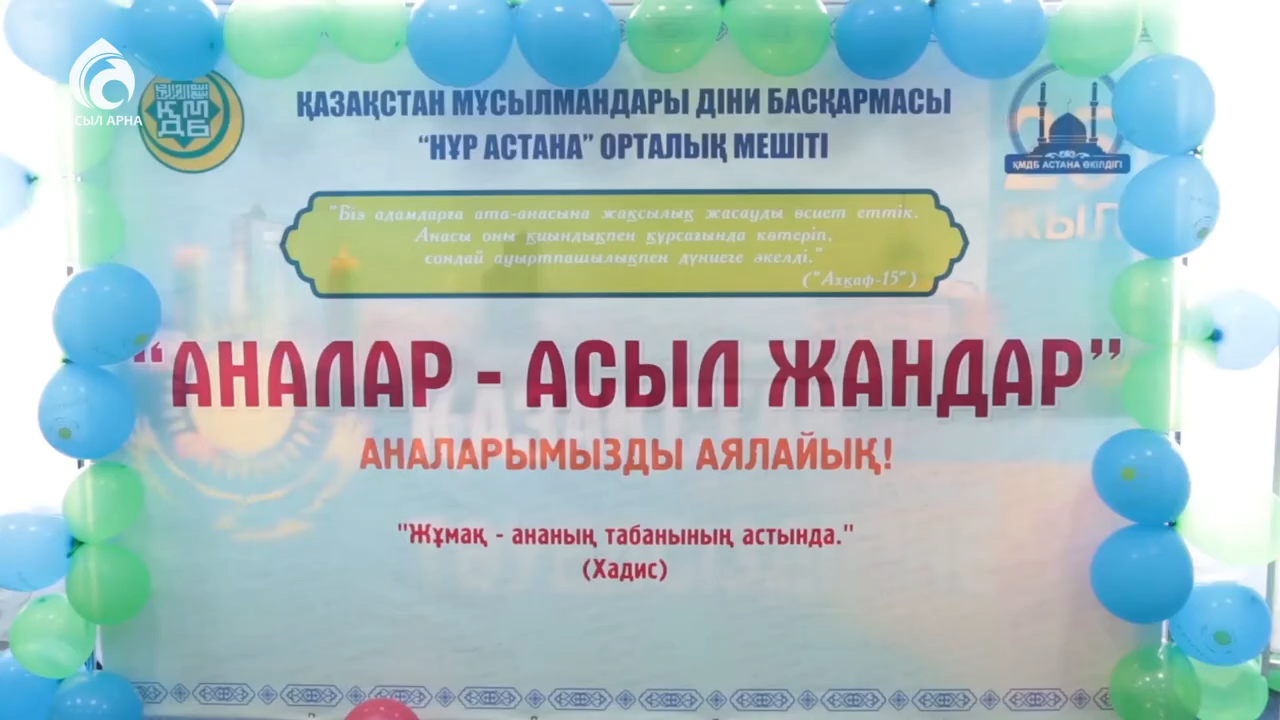 СЫЛ АРНА
ҚМДБ
ҚАЗАҚСТАН МҰСЫЛМАНДАРЫ ДІНИ БАСҚАРМАСЫ
“НҰР АСТАНА” ОРТАЛЫҚ МЕШІТІ
ҚМДБ АСТАНА ӨКІЛДІГІ
ЖЫЛ
"Біз адамдарға ата-анасына жақсылық жасауды өсиет еттік.
Анасы оны қиындықпен құрсағында көтеріп,
сондай ауыртпашылықпен дүниеге әкелді."
("Ахқаф-15")
“АНАЛАР - АСЫЛ ЖАНДАР”
АНАЛАРЫМЫЗДЫ АЯЛАЙЫҚ!
"Жұмақ - ананың табанының астында."
(Хадис)